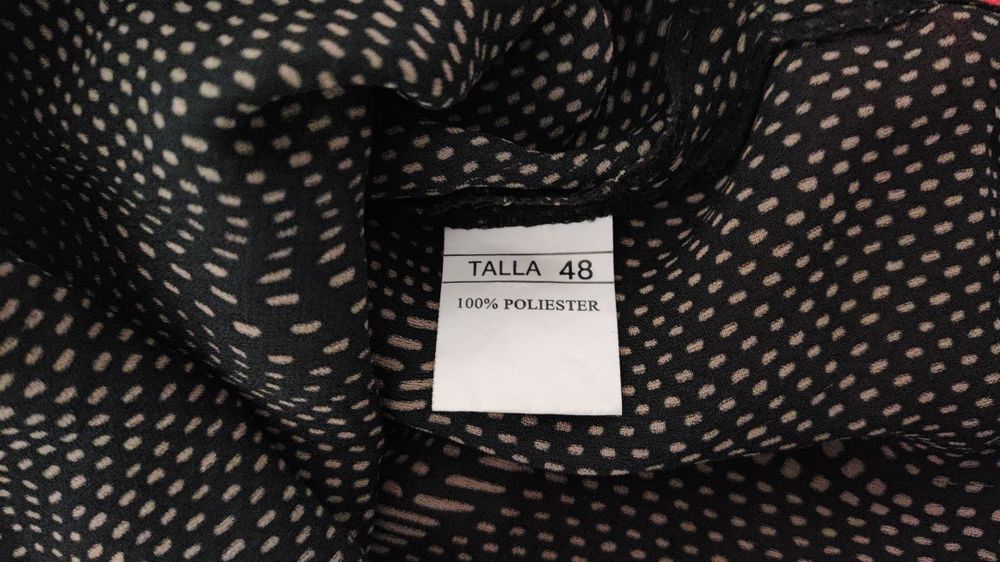 TALLA 48
100% POLIESTER